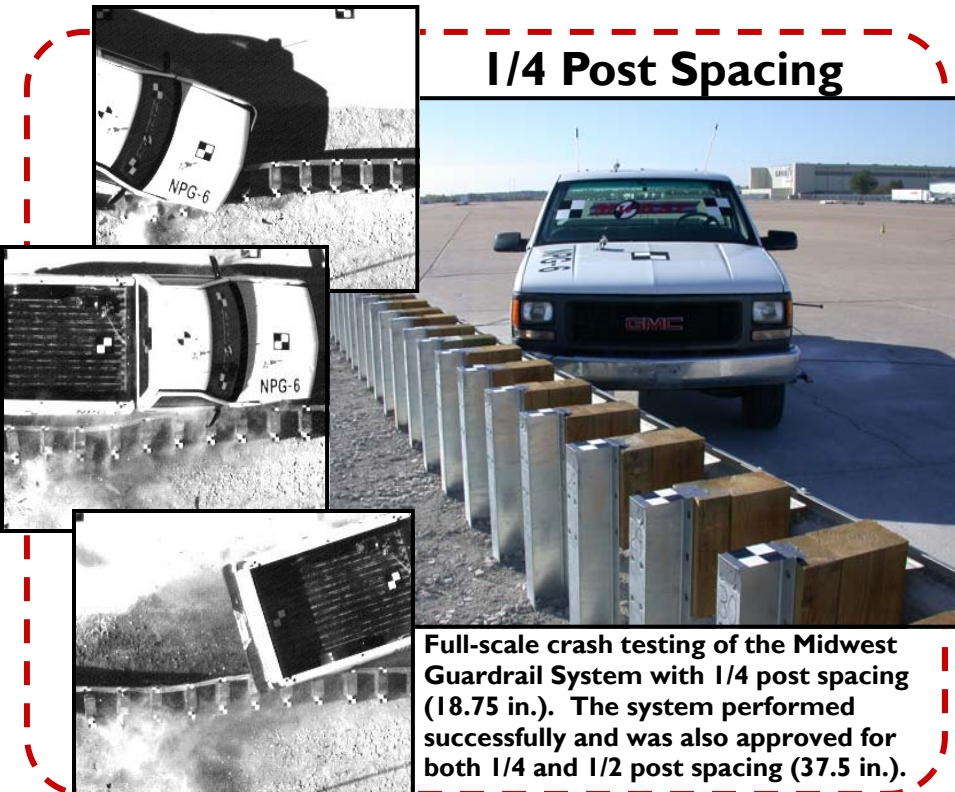 1/4 Post Spacing
NPG-6
NPG-6
NPG-6
GMC
Full-scale crash testing of the Midwest
Guardrail System with 1/4 post spacing
(18.75 in.). The system performed
successfully and was also approved for
both 1/4 and 1/2 post spacing (37.5 in.).